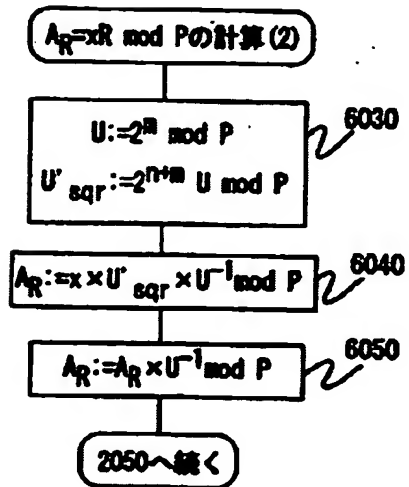 A_R=xR mod Pの計算(2)
U:=2^m mod P
6030
U'_sqr:=2^{n+m} U mod P
A_R:=x×U'_sqr×U^{-1} mod P
6040
A_R:=A_R×U^{-1} mod P
6050
2050へ続く